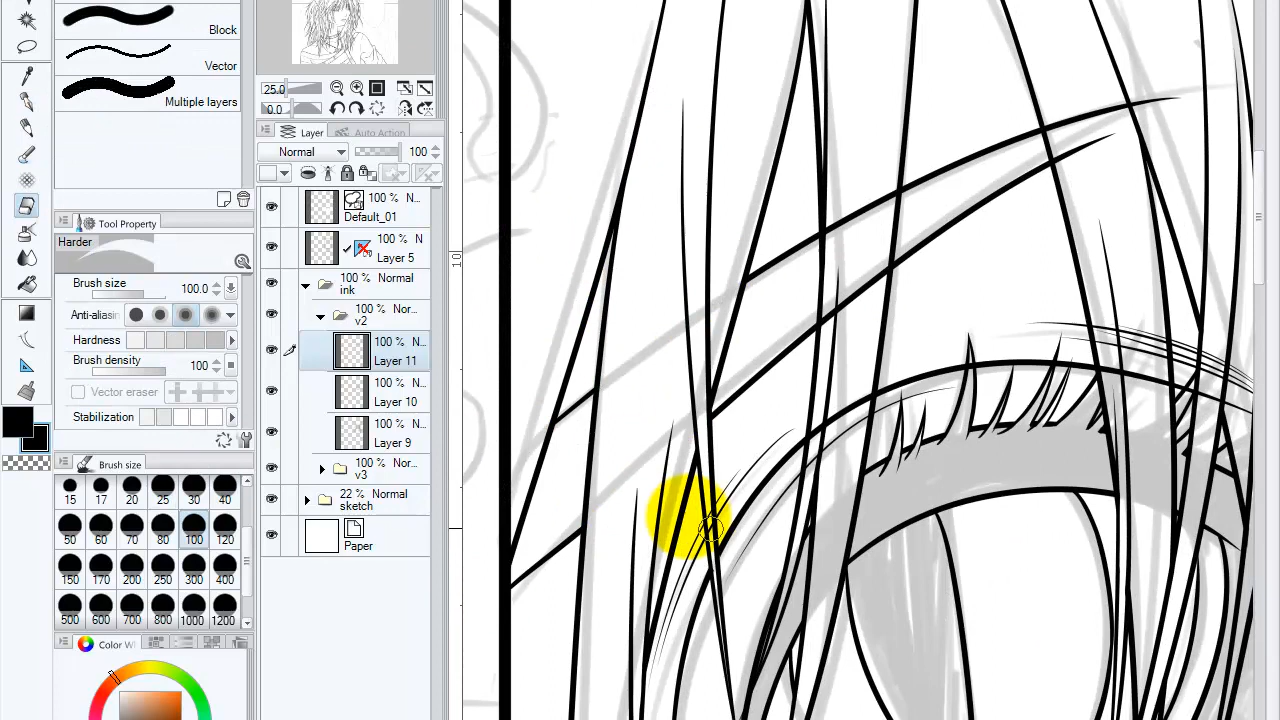 Block
Vector
Multiple layers
25.0
0.0
Layer
Auto Action
Normal
100
100 % N...
Default_01
100 % N
Layer 5
100 % Normal
ink
100 % Nor...
v2
100 % N...
Layer 11
100 % N...
Layer 10
100 % N...
Layer 9
100 % Nor...
v3
22 % Normal
sketch
Paper
Tool Property
Harder
Brush size
100.0
Anti-aliasin
Hardness
Brush density
100
Vector eraser
Stabilization
Brush size
15 17 20 25 30 40
50 60 70 80 100 120
150 170 200 250 300 400
500 600 700 800 1000 1200
Color W
10